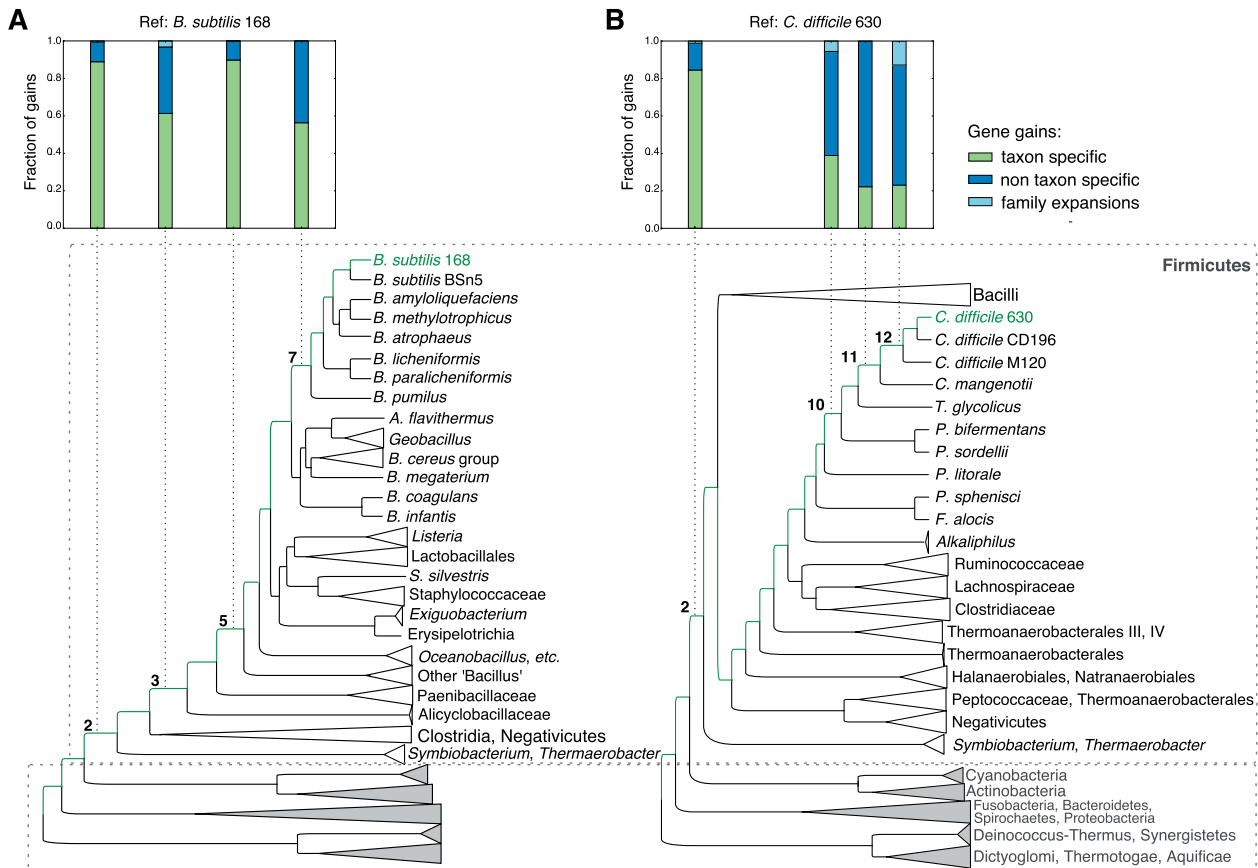 A
Ref: B. subtilis 168
Fraction of gains
1.0
0.8
0.6
0.4
0.2
0.0
B
Ref: C. difficile 630
Fraction of gains
1.0
0.8
0.6
0.4
0.2
0.0
Gene gains:
taxon specific
non taxon specific
family expansions
-
Firmicutes
B. subtilis 168
B. subtilis BSn5
B. amyloliquefaciens
B. methylotrophicus
B. atrophaeus
7
B. licheniformis
B. paralicheniformis
B. pumilus
A. flavithermus
Geobacillus
B. cereus group
B. megaterium
B. coagulans
B. infantis
Listeria
Lactobacillales
S. silvestris
Staphylococcaceae
Exiguobacterium
5
Erysipelotrichia
Oceanobacillus, etc.
Other 'Bacillus'
3
Paenibacillaceae
Alicyclobacillaceae
2
Clostridia, Negativicutes
Symbiobacterium, Thermaerobacter
Bacilli
C. difficile 630
12
C. difficile CD196
11
C. difficile M120
C. mangenotii
10
T. glycolicus
P. bifermentans
P. sordellii
P. litorale
P. sphenisci
F. alocis
Alkaliphilus
Ruminococcaceae
Lachnospiraceae
2
Clostridiaceae
Thermoanaerobacterales III, IV
Thermoanaerobacterales
Halanaerobiales, Natranaerobiales
Peptococcaceae, Thermoanaerobacterales
Negativicutes
Symbiobacterium, Thermaerobacter
Cyanobacteria
Actinobacteria
Fusobacteria, Bacteroidetes,
Spirochaetes, Proteobacteria
Deinococcus-Thermus, Synergistetes
Dictyoglomi, Thermotogae, Aquificae